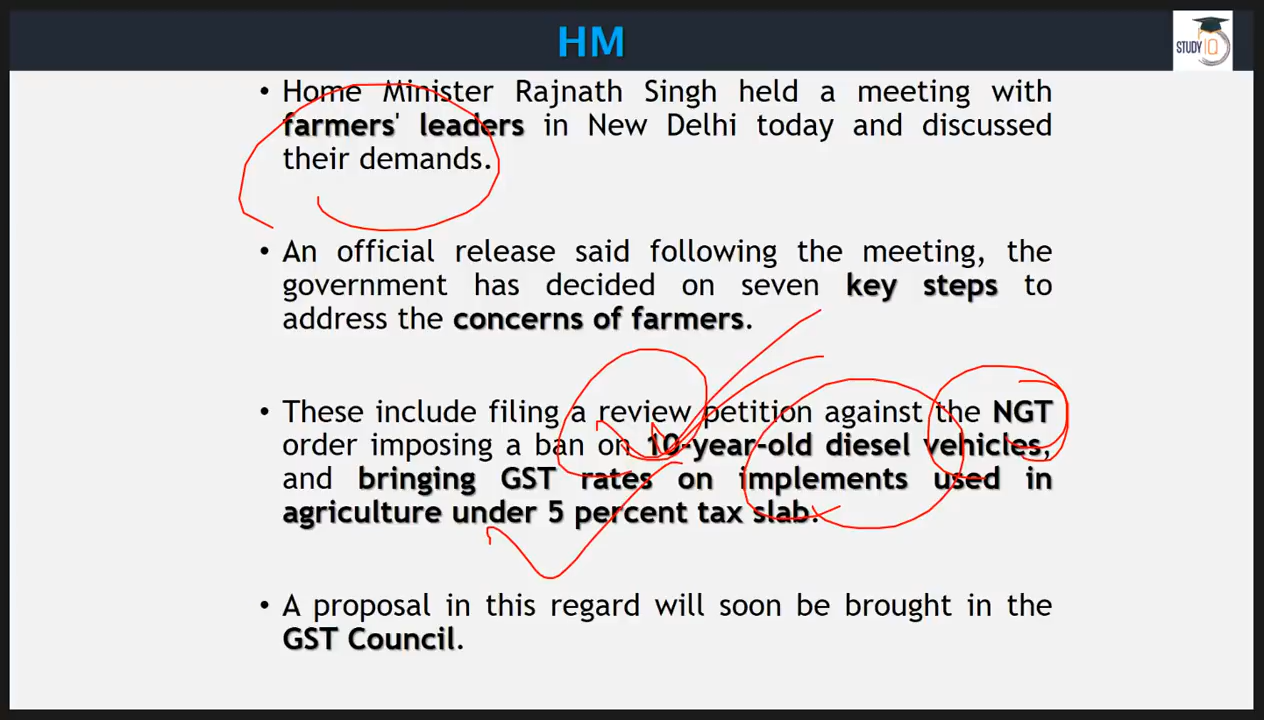 HM
STUDY IQ
• Home Minister Rajnath Singh held a meeting with
farmers' leaders in New Delhi today and discussed
their demands.
• An official release said following the meeting, the
government has decided on seven key steps to
address the concerns of farmers.
• These include filing a review petition against the NGT
order imposing a ban on 10-year-old diesel vehicles,
and bringing GST rates on implements used in
agriculture under 5 percent tax slab.
• A proposal in this regard will soon be brought in the
GST Council.